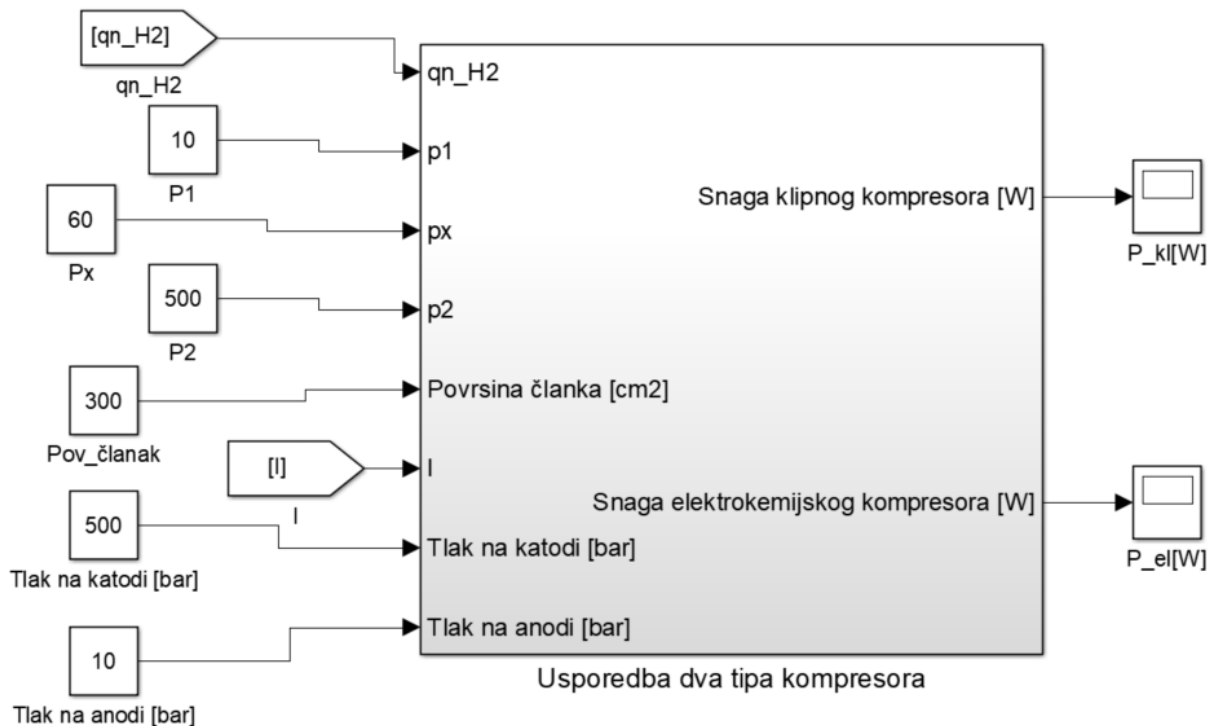 [qn_H2]
qn_H2
qn_H2
10
P1
p1
60
Px
px
500
P2
p2
300
Pov_članak
Povrsina članka [cm2]
[I]
I
I
500
Tlak na katodi [bar]
Tlak na katodi [bar]
10
Tlak na anodi [bar]
Tlak na anodi [bar]
Snaga klipnog kompresora [W]
P_kl[W]
Snaga elektrokemijskog kompresora [W]
P_el[W]
Usporedba dva tipa kompresora